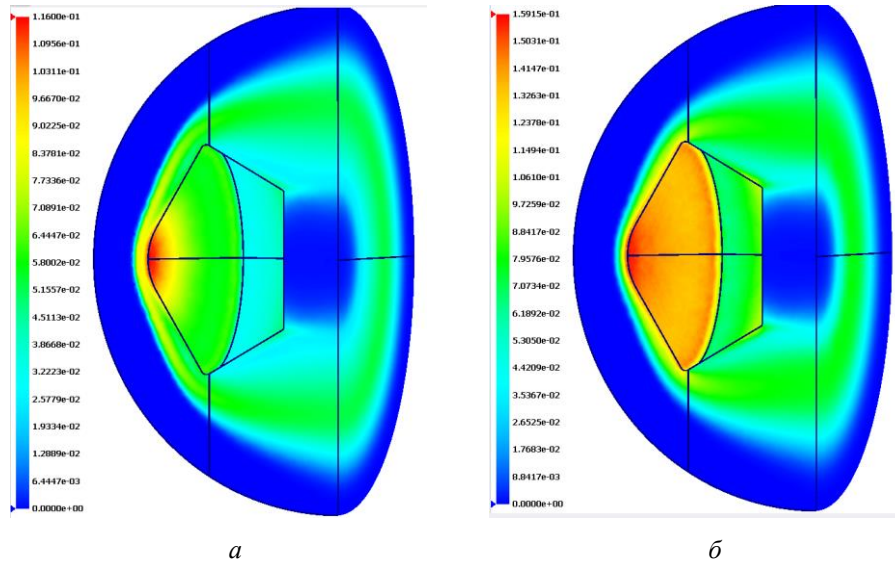 1.1600e-01
1.0956e-01
1.0311e-01
9.6670e-02
9.0225e-02
8.3781e-02
7.7336e-02
7.0891e-02
6.4447e-02
5.8002e-02
5.1557e-02
4.5113e-02
3.8668e-02
3.2223e-02
2.5779e-02
1.9334e-02
1.2889e-02
6.4447e-03
0.0000e+00
1.5915e-01
1.5031e-01
1.4147e-01
1.3263e-01
1.2378e-01
1.1494e-01
1.0610e-01
9.7259e-02
8.8417e-02
7.9576e-02
7.0734e-02
6.1892e-02
5.3050e-02
4.4209e-02
3.5367e-02
2.6525e-02
1.7683e-02
8.8417e-03
0.0000e+00
а
б